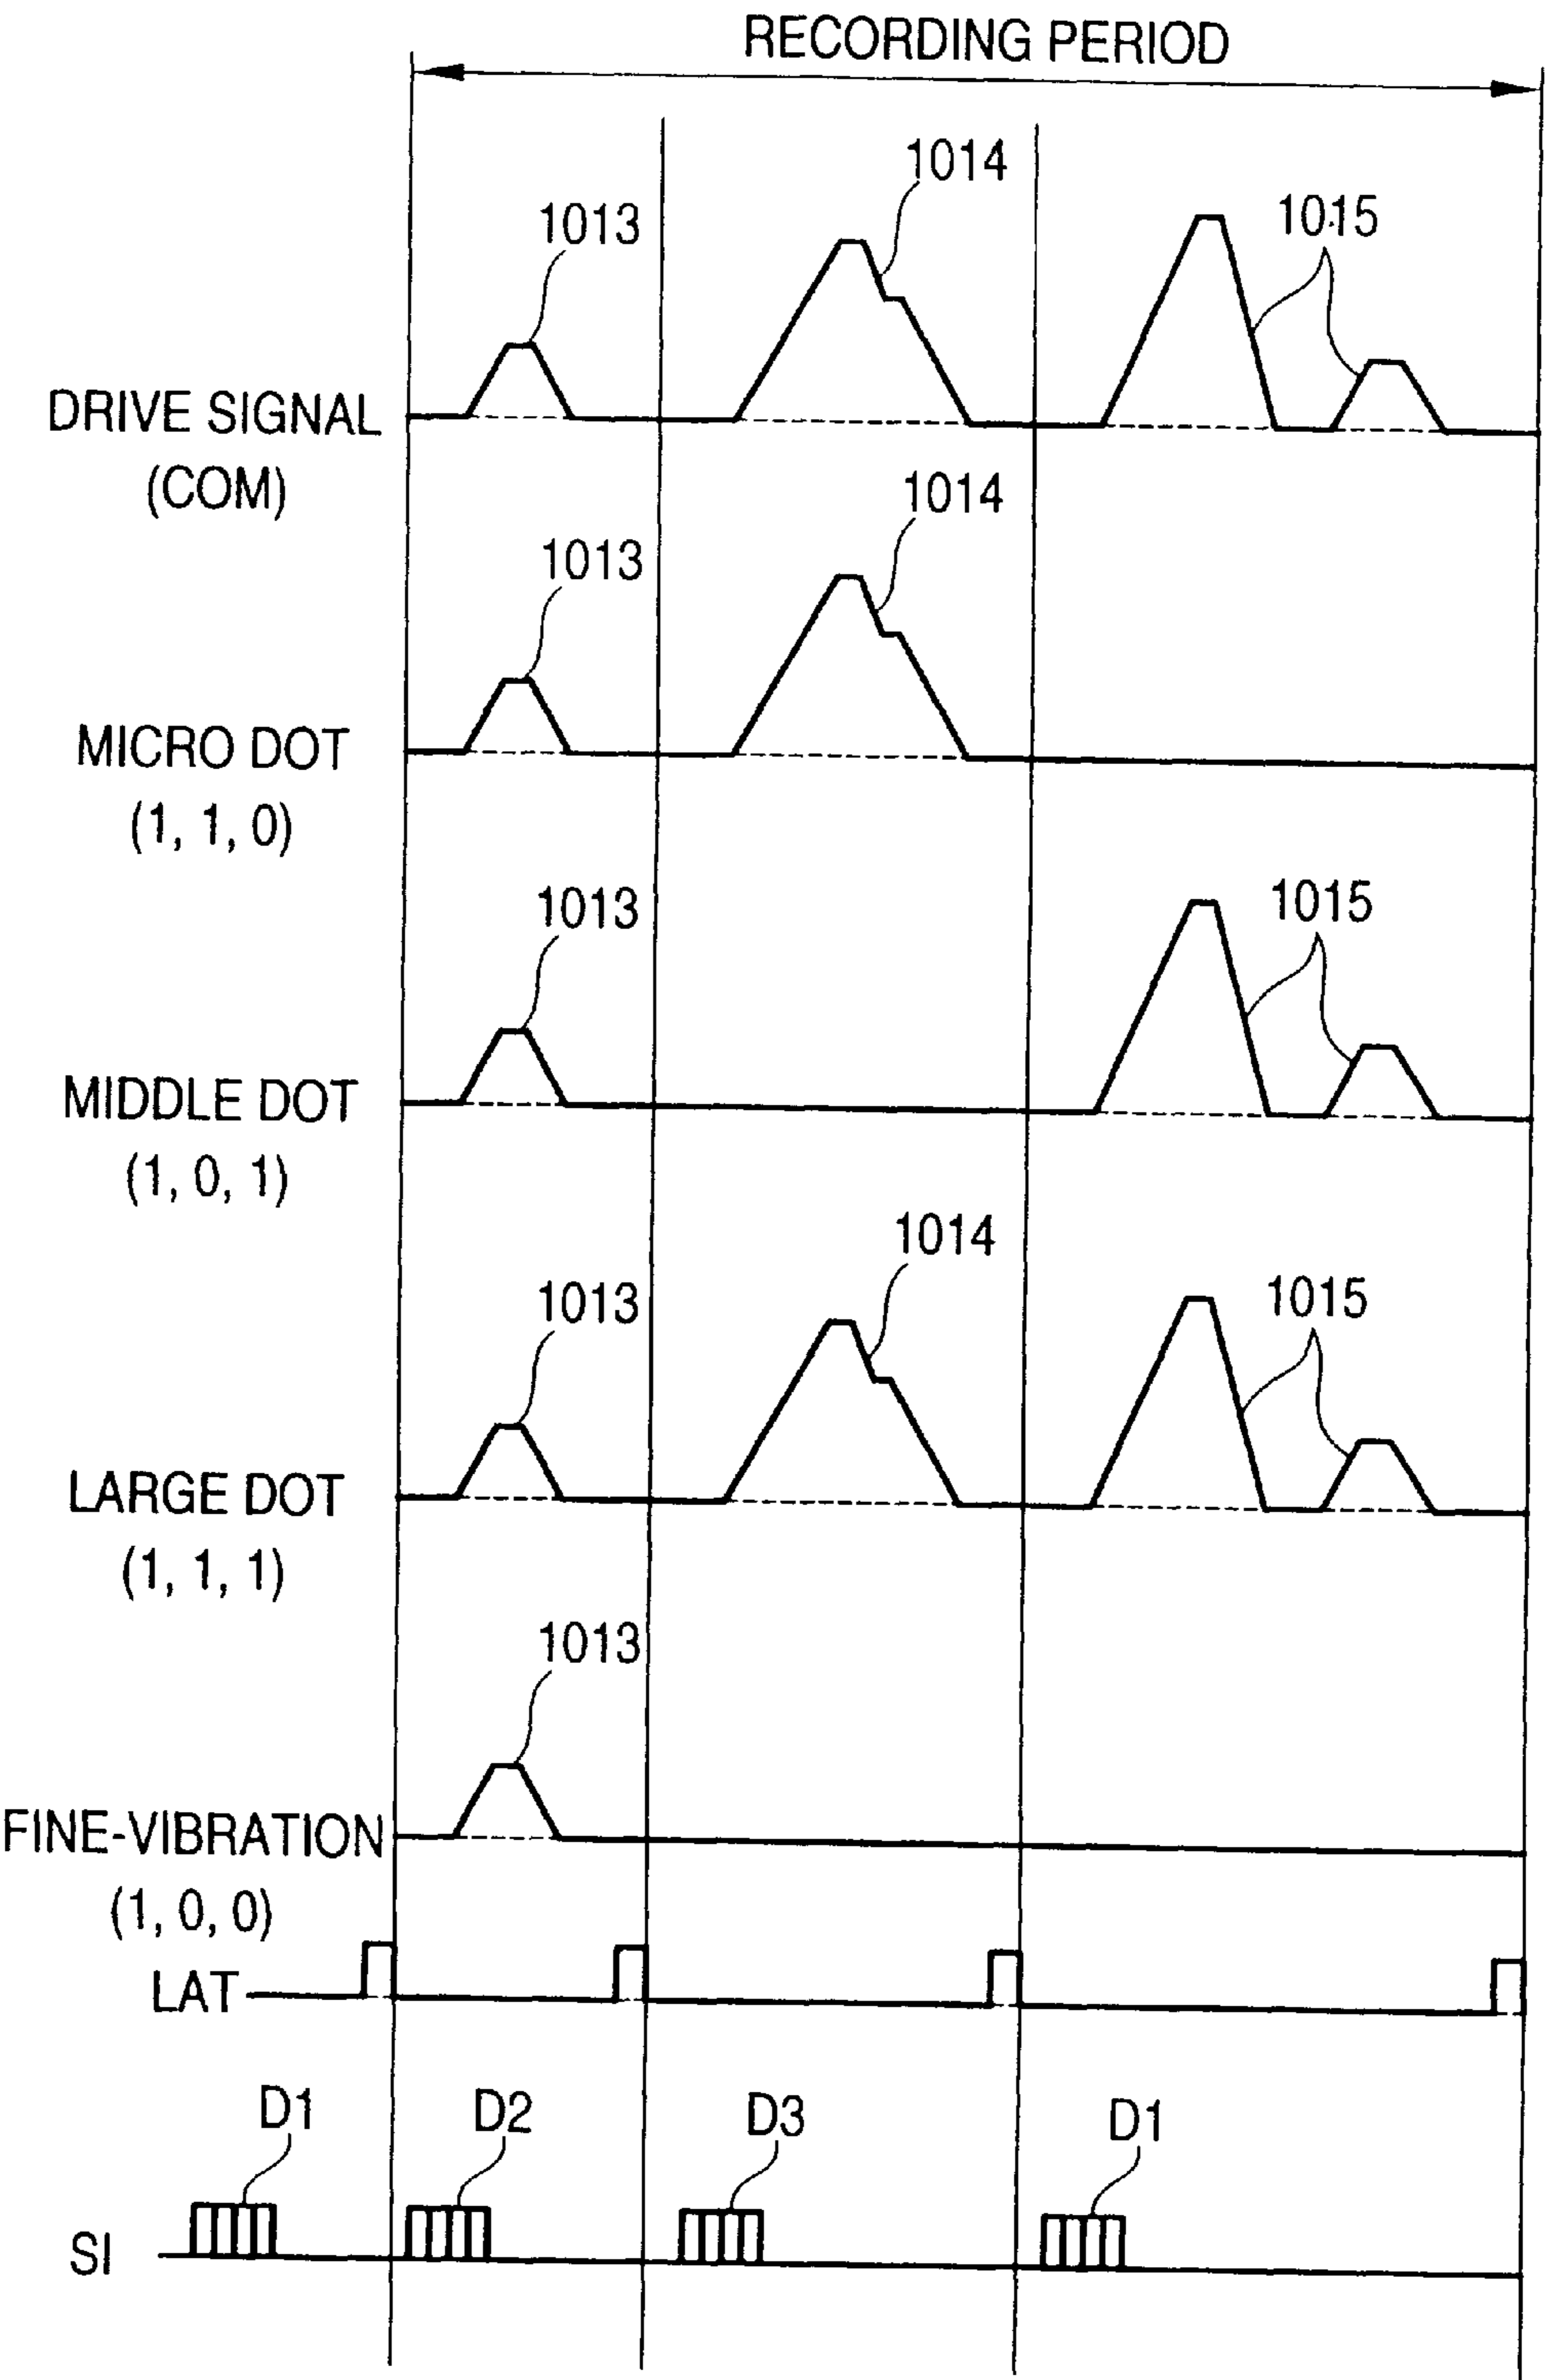 RECORDING PERIOD
1014
1013
1015
DRIVE SIGNAL
(COM)
1014
1013
MICRO DOT
(1, 1, 0)
1013
1015
MIDDLE DOT
(1, 0, 1)
1014
1013
1015
LARGE DOT
(1, 1, 1)
1013
FINE-VIBRATION
(1, 0, 0)
LAT
D1 D2 D3 D1
SI